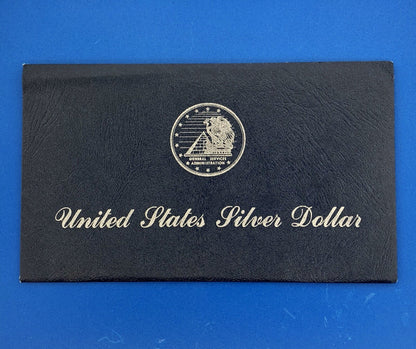 GENERAL SERVICES
ADMINISTRATION
United States Silver Dollar